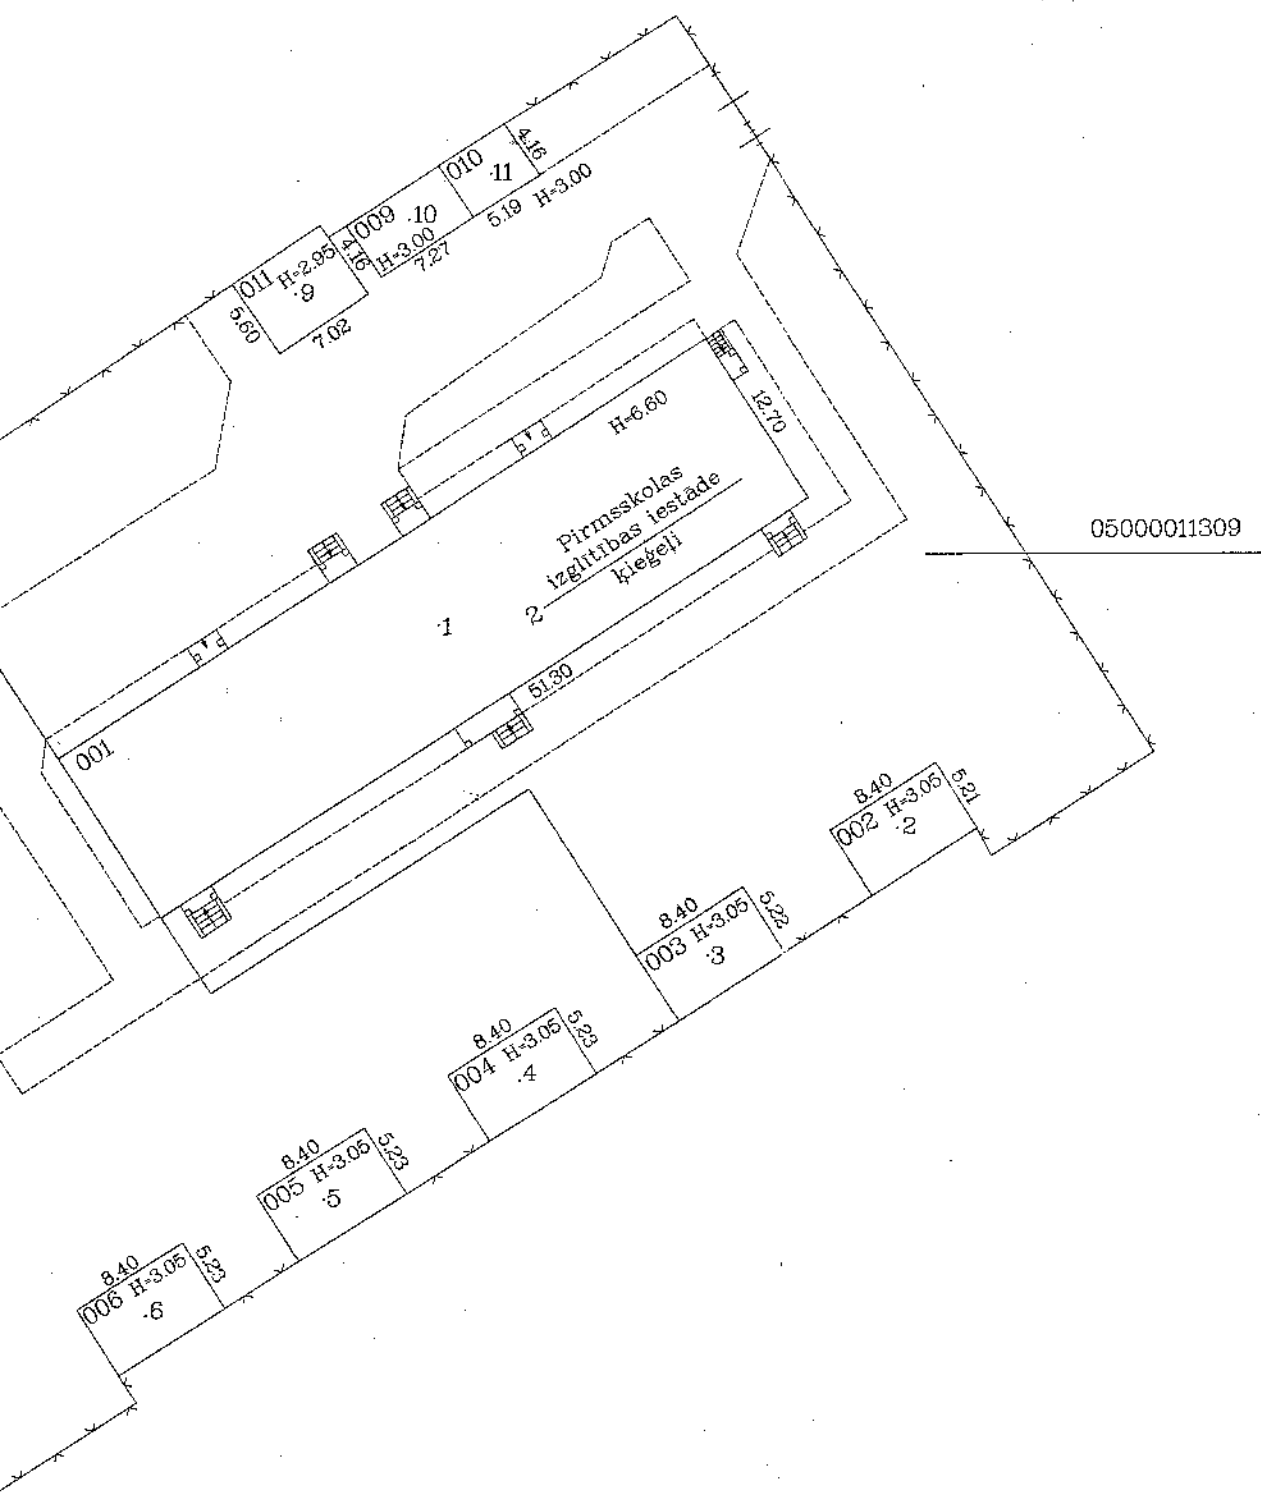 010
4.16
·11
009
·10
5.19 H=3.00
H=3.00
7.27
4.16
011
H=2.95
·9
5.60
7.02
H=6.60
12.70
Pirmsskolas
izglītības iestāde
2
ķieģeļi
05000011309
·1
51.30
001
8.40
002 H=3.05
5.21
·2
8.40
003 H=3.05
5.22
·3
8.40
004 H=3.05
5.23
·4
8.40
005 H=3.05
5.23
·5
8.40
006 H=3.05
5.23
·6